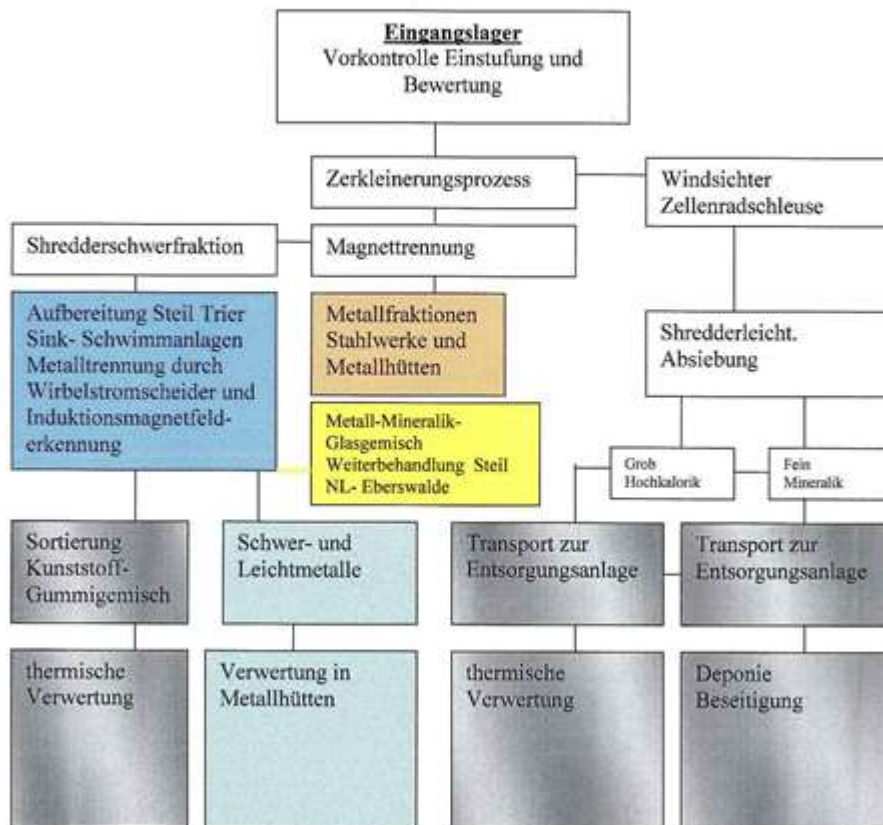 Eingangslager
Vorkontrolle Einstufung und
Bewertung
Zerkleinerungsprozess
Windsichter
Zellenradschleuse
Shredderschwerfraktion
Magnettrennung
Aufbereitung Steil Trier
Sink- Schwimmanlagen
Metalltrennung durch
Wirbelstromscheider und
Induktionsmagnetfeld-
erkennung
Metallfraktionen
Stahlwerke und
Metallhütten
Shredderleicht.
Absiebung
Metall-Mineralik-
Glasgemisch
Weiterbehandlung Steil
NL- Eberswalde
Grob
Hochkalorik
Fein
Mineralik
Sortierung
Kunststoff-
Gummigemisch
Schwer- und
Leichtmetalle
Transport zur
Entsorgungsanlage
Transport zur
Entsorgungsanlage
thermische
Verwertung
Verwertung in
Metallhütten
thermische
Verwertung
Deponie
Beseitigung